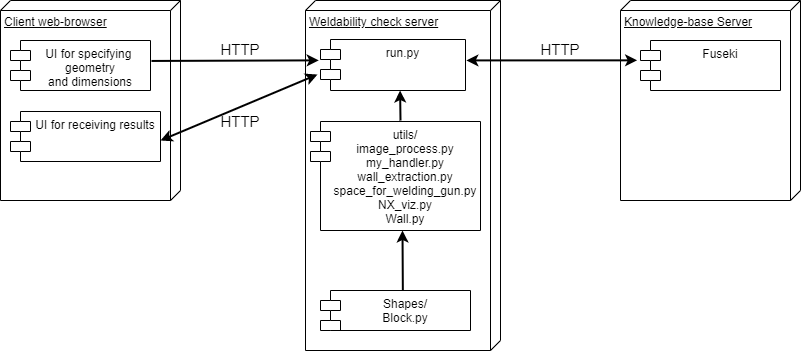 Client web-browser
UI for specifying
geometry
and dimensions
UI for receiving results
HTTP
HTTP
Weldability check server
run.py
utils/
image_process.py
my_handler.py
wall_extraction.py
space_for_welding_gun.py
NX_viz.py
Wall.py
Shapes/
Block.py
HTTP
Knowledge-base Server
Fuseki